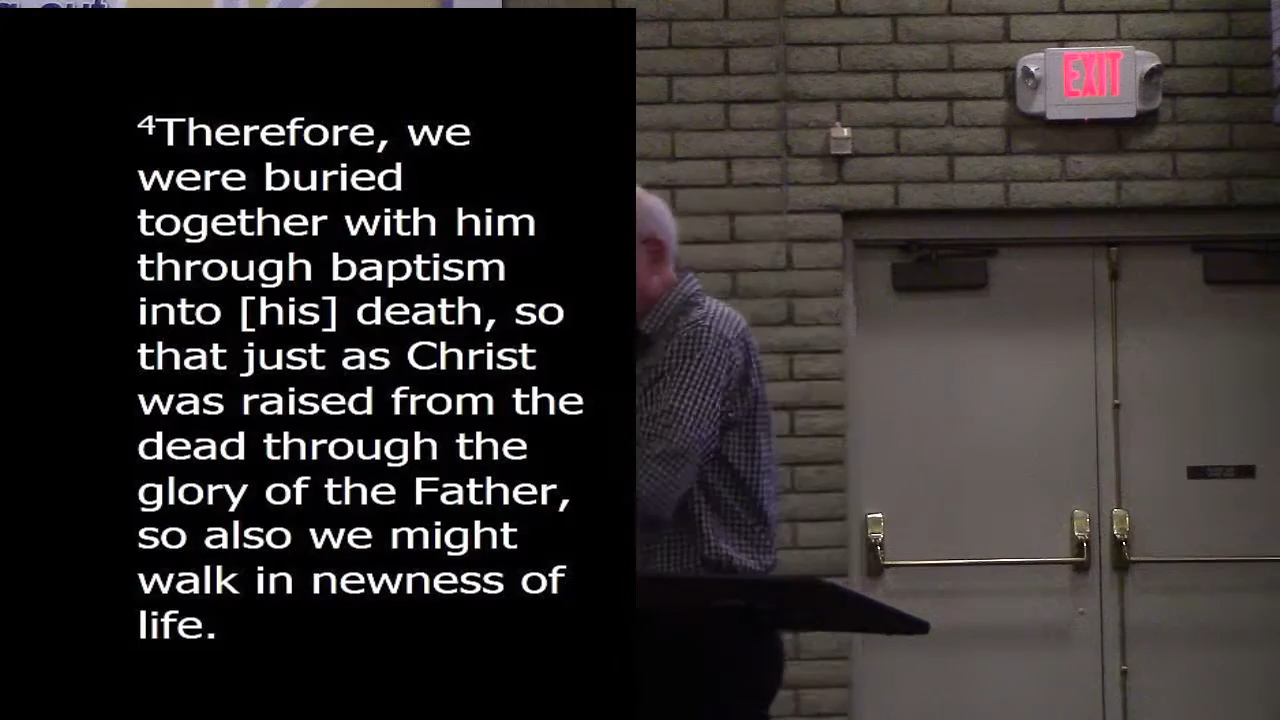 out
⁴Therefore, we
were buried
together with him
through baptism
into [his] death, so
that just as Christ
was raised from the
dead through the
glory of the Father,
so also we might
walk in newness of
life.
EXIT